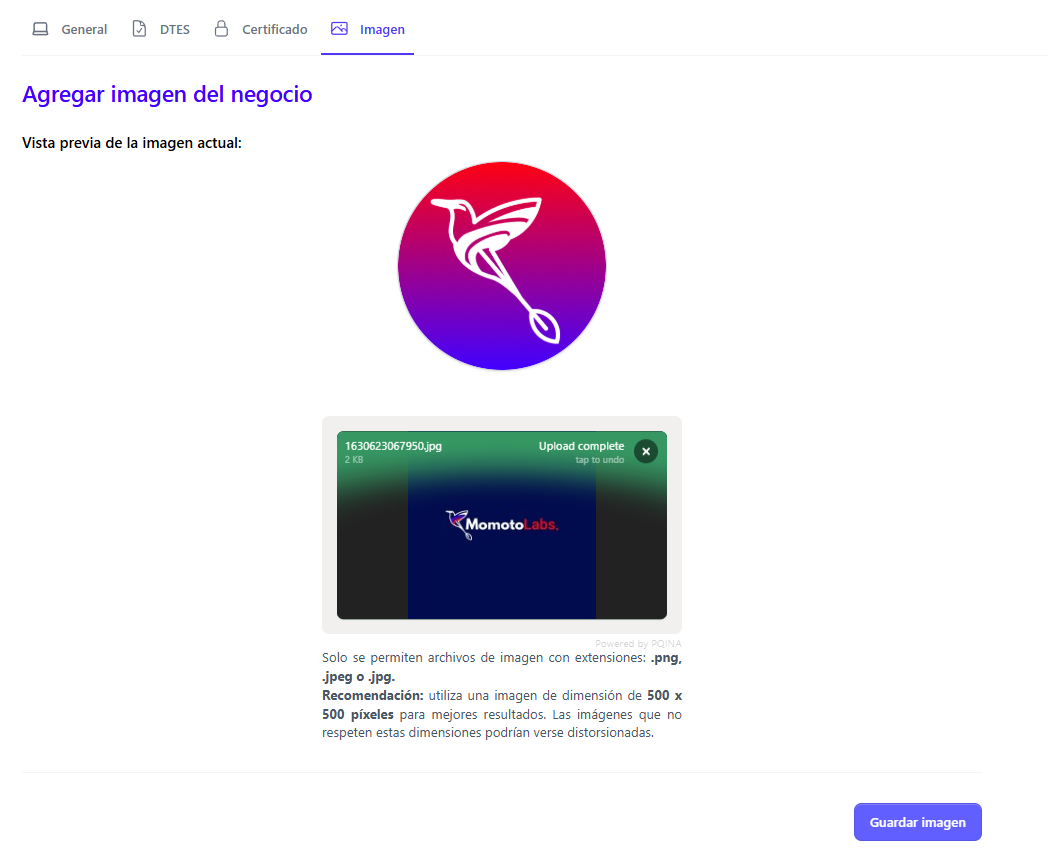 General DTES Certificado Imagen
Agregar imagen del negocio
Vista previa de la imagen actual:
1630623067950.jpg Upload complete
2 KB tap to undo
MomotoLabs.
Powered by PQINA
Solo se permiten archivos de imagen con extensiones: .png,
.jpeg o .jpg.
Recomendación: utiliza una imagen de dimensión de 500 x
500 píxeles para mejores resultados. Las imágenes que no
respeten estas dimensiones podrían verse distorsionadas.
Guardar imagen